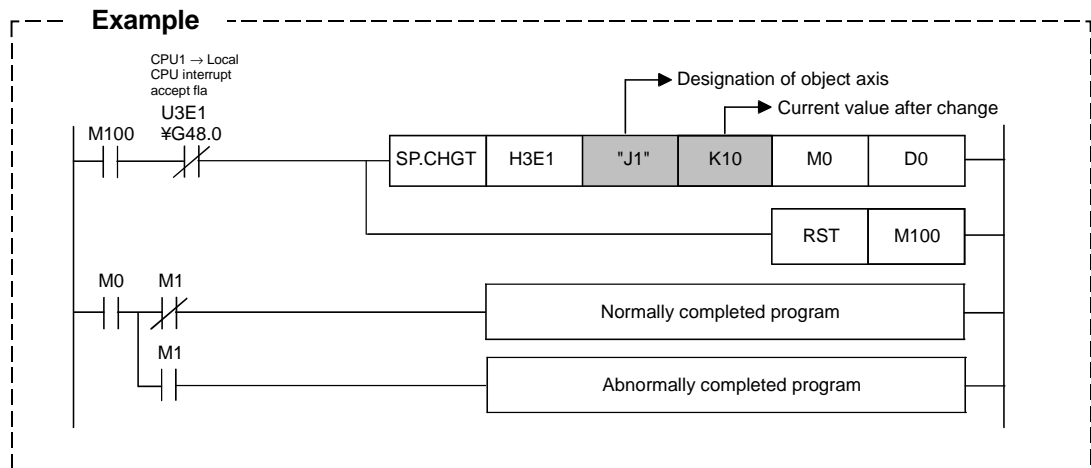 Example
CPU1 → Local
CPU interrupt
accept fla
U3E1
¥G48.0
M100
Designation of object axis
Current value after change
SP.CHGT H3E1 "J1" K10 M0 D0
RST M100
M0 M1
Normally completed program
M1
Abnormally completed program